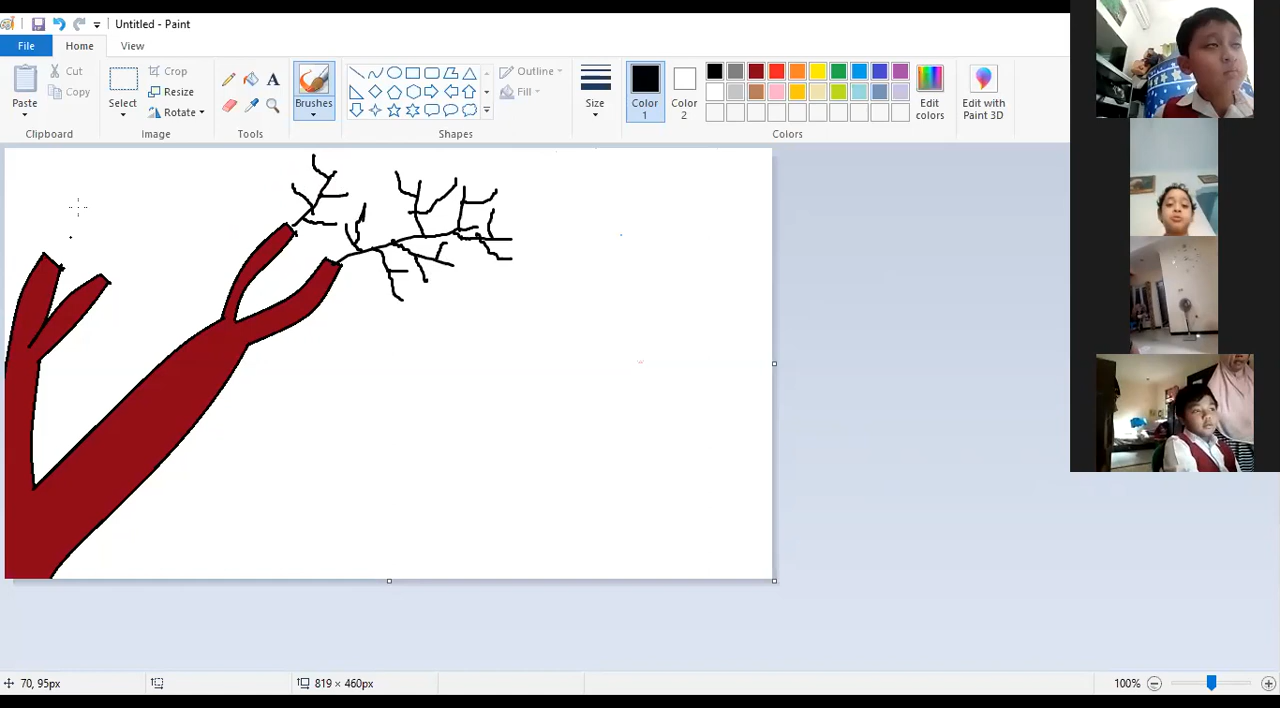 Untitled - Paint
File Home View
Paste
Cut
Copy
Clipboard
Select
Crop
Resize
Rotate
Image
Tools
Brushes
Shapes
Outline
Fill
Size
Color 1
Color 2
Colors
Edit colors
Edit with Paint 3D
70, 95px
819 × 460px
100%